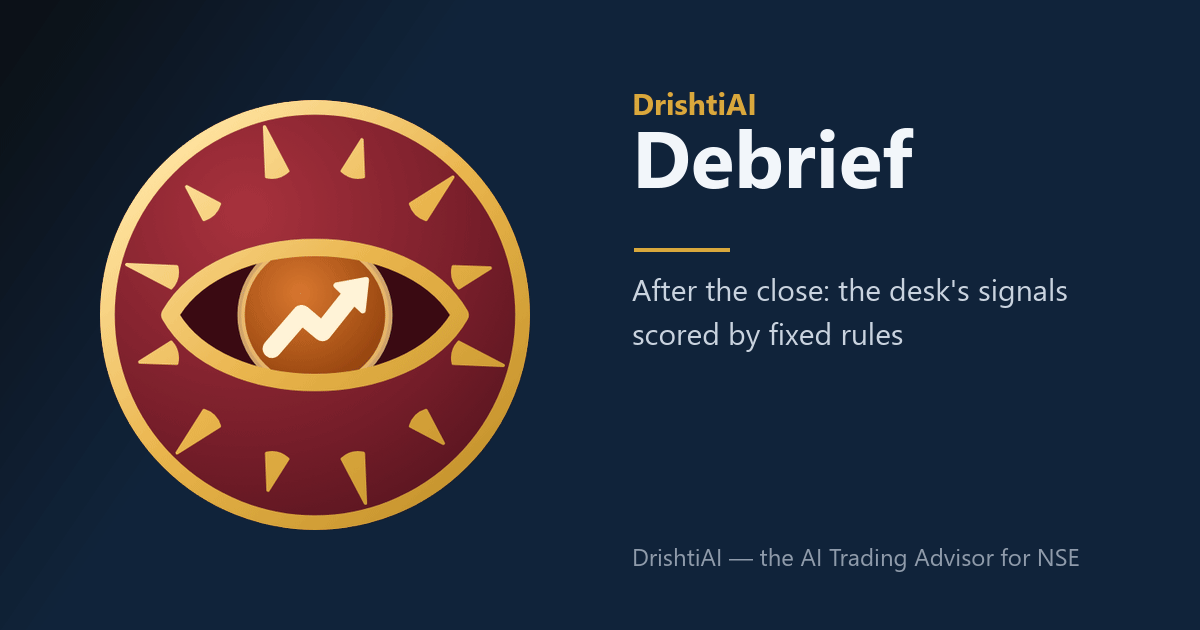 DrishtiAI
Debrief
After the close: the desk's signals
scored by fixed rules
DrishtiAI — the AI Trading Advisor for NSE